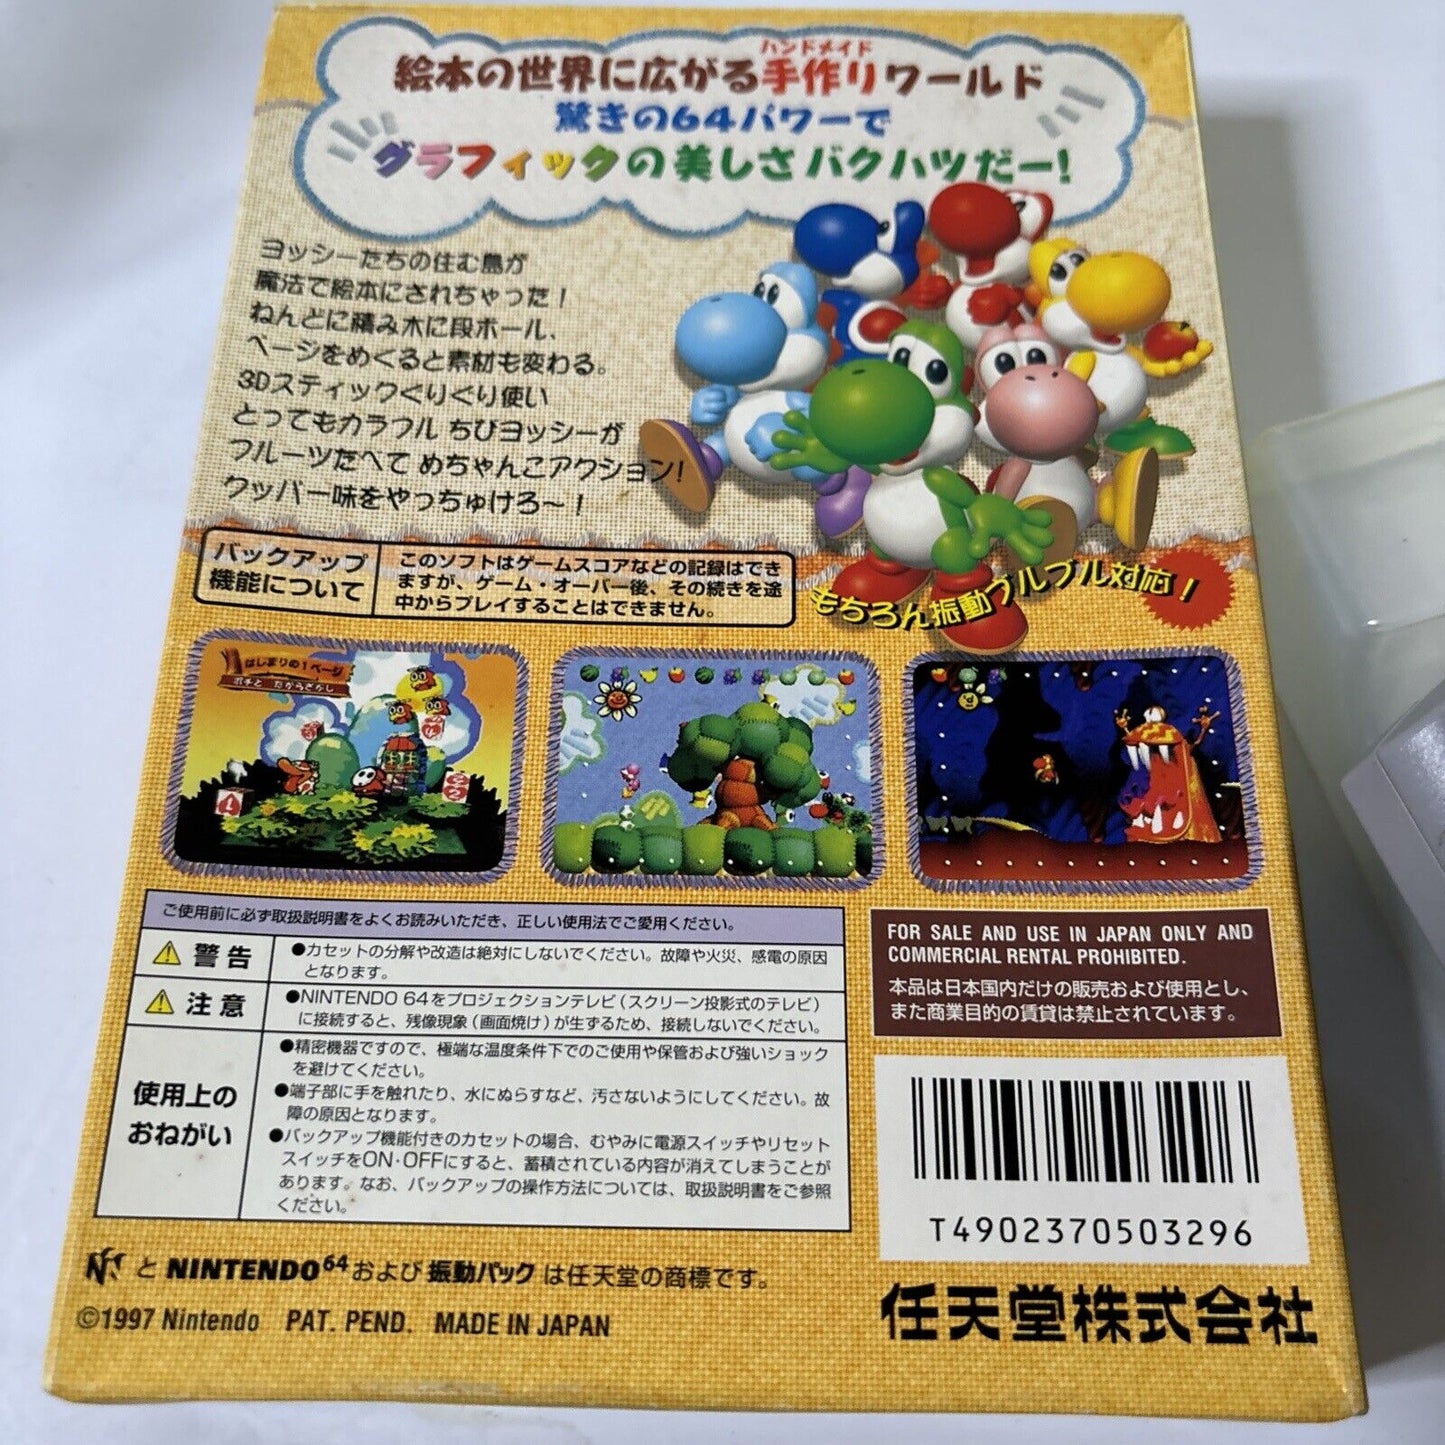 ハンドメイド
絵本の世界に広がる手作りワールド
驚きの64パワーで
グラフィックの美しさバクハツだー!
ヨッシーたちの住む島が
魔法で絵本にされちゃった!
ねんどに積み木に段ボール、
ページをめくると素材も変わる。
3Dスティックぐりぐり使い
とってもカラフル ちびヨッシーが
フルーツたべて めちゃんこアクション!
クッパー味をやっちゅけろ〜!
バックアップ
機能について
このソフトはゲームスコアなどの記録はでき
ますが、ゲーム・オーバー後、その続きを途
中からプレイすることはできません。
もちろん振動ブルブル対応!
はじまりの1ページ
ポチと たからさがし
ご使用前に必ず取扱説明書をよくお読みいただき、正しい使用法でご愛用ください。
警告
●カセットの分解や改造は絶対にしないでください。故障や火災、感電の原因
となります。
注意
●NINTENDO 64をプロジェクションテレビ(スクリーン投影式のテレビ)
に接続すると、残像現象(画面焼け)が生ずるため、接続しないでください。
使用上の
おねがい
●精密機器ですので、極端な温度条件下でのご使用や保管および強いショック
を避けてください。
●端子部に手を触れたり、水にぬらすなど、汚さないようにしてください。故
障の原因となります。
●バックアップ機能付きのカセットの場合、むやみに電源スイッチやリセット
スイッチをON・OFFにすると、蓄積されている内容が消えてしまうことが
あります。なお、バックアップの操作方法については、取扱説明書をご参照
ください。
FOR SALE AND USE IN JAPAN ONLY AND
COMMERCIAL RENTAL PROHIBITED.
本品は日本国内だけの販売および使用とし、
また商業目的の賃貸は禁止されています。
T4902370503296
と NINTENDO64 および 振動パック は任天堂の商標です。
©1997 Nintendo PAT. PEND. MADE IN JAPAN
任天堂株式会社